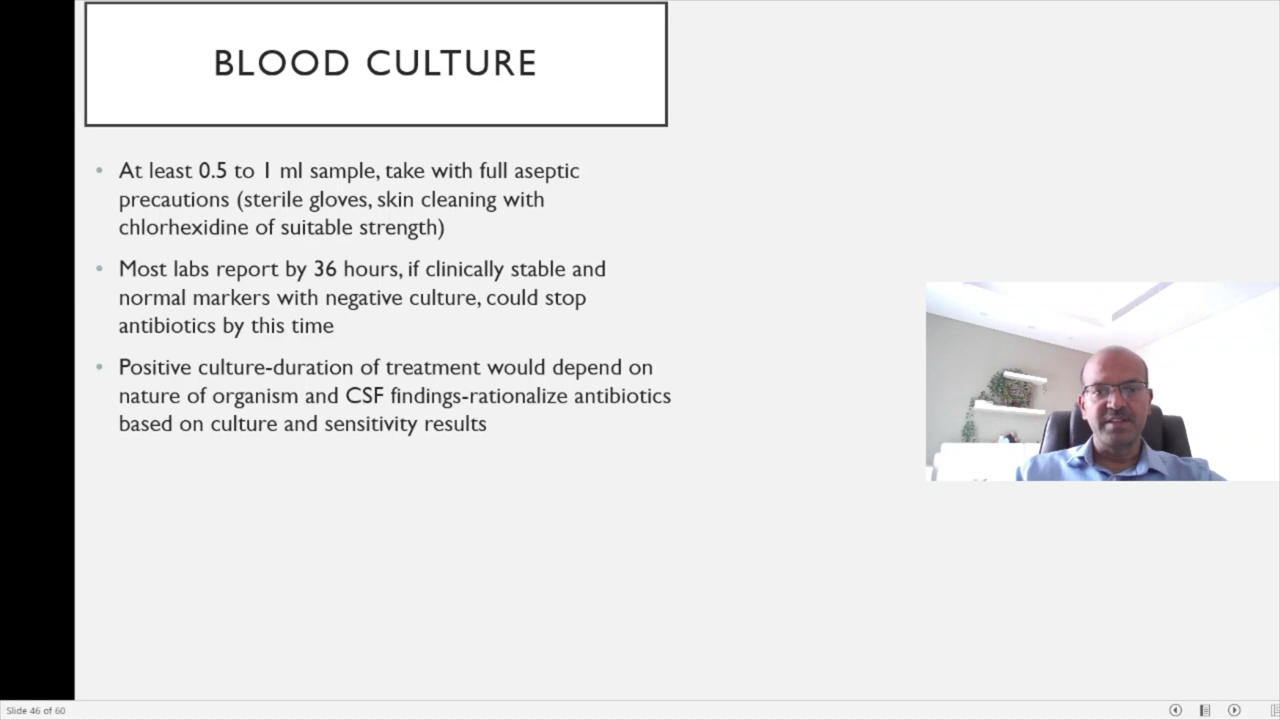 BLOOD CULTURE
• At least 0.5 to 1 ml sample, take with full aseptic
precautions (sterile gloves, skin cleaning with
chlorhexidine of suitable strength)
• Most labs report by 36 hours, if clinically stable and
normal markers with negative culture, could stop
antibiotics by this time
• Positive culture-duration of treatment would depend on
nature of organism and CSF findings-rationalize antibiotics
based on culture and sensitivity results
Slide 46 of 60